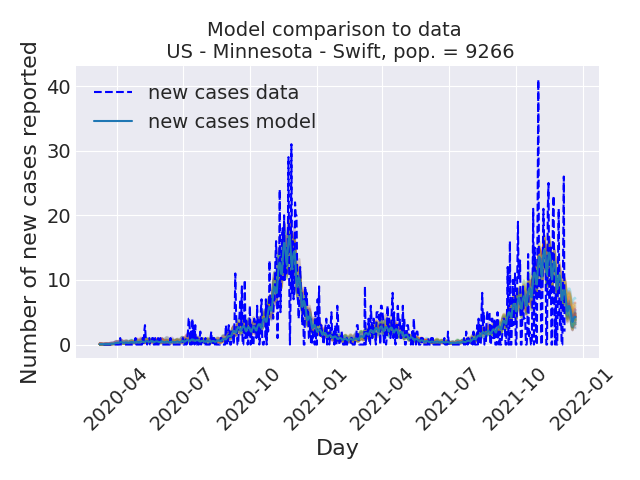 Model comparison to data
US - Minnesota - Swift, pop. = 9266
Number of new cases reported
40
30
20
10
0
new cases data
new cases model
2020-04
2020-07
2020-10
2021-01
2021-04
2021-07
2021-10
2022-01
Day